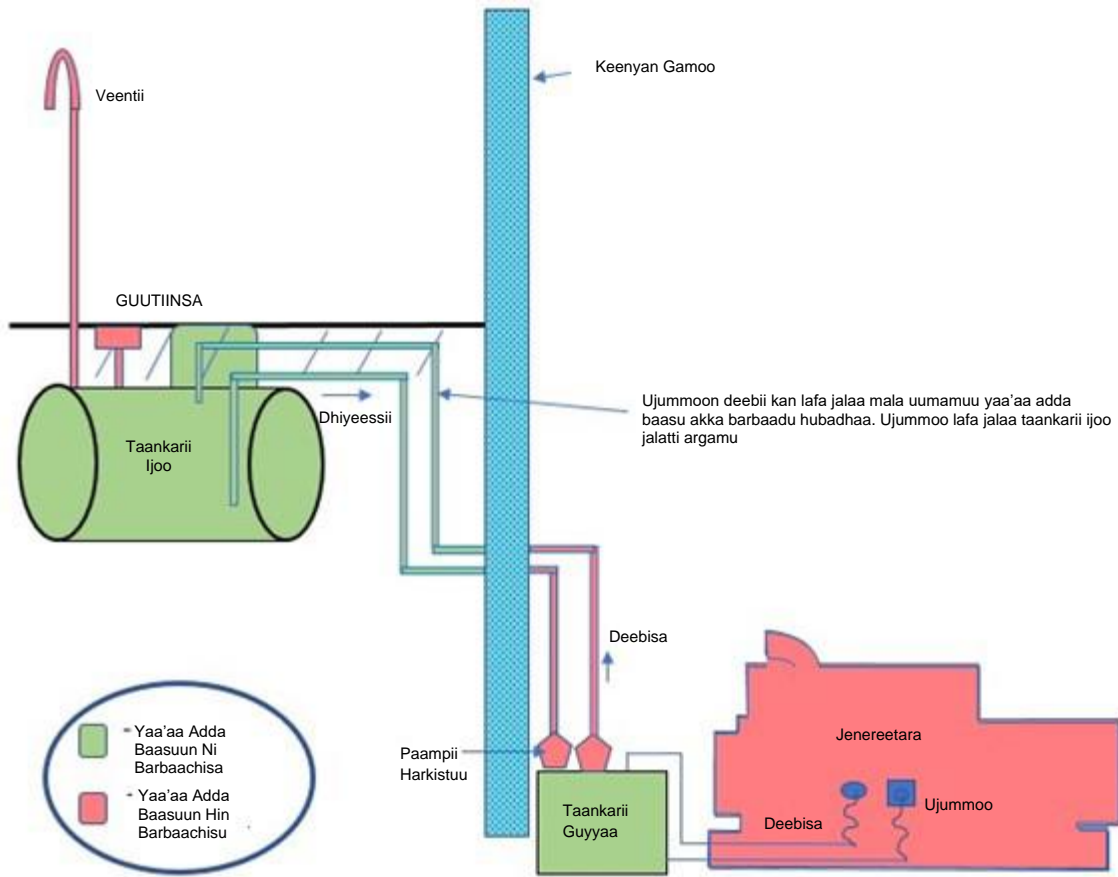 Veentii
Keenyan Gamoo
GUUTIINSA
Dhiyeessii
Ujummoon deebii kan lafa jalaa mala uumamuu yaa'aa adda
baasu akka barbaadu hubadhaa. Ujummoo lafa jalaa taankarii ijoo
jalatti argamu
Taankarii
Ijoo
Deebisa
Paampii
Harkistuu
Taankarii
Guyyaa
Jenereetara
Deebisa
Ujummoo
- Yaa'aa Adda
Baasuun Ni
Barbaachisa
- Yaa'aa Adda
Baasuun Hin
Barbaachisu